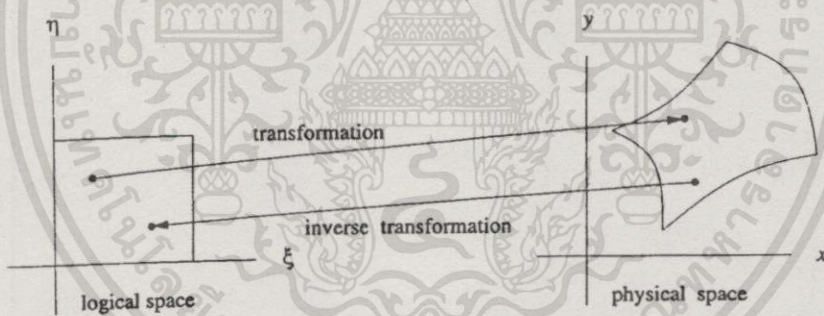 η
y
transformation
inverse transformation
ξ
x
logical space
physical space